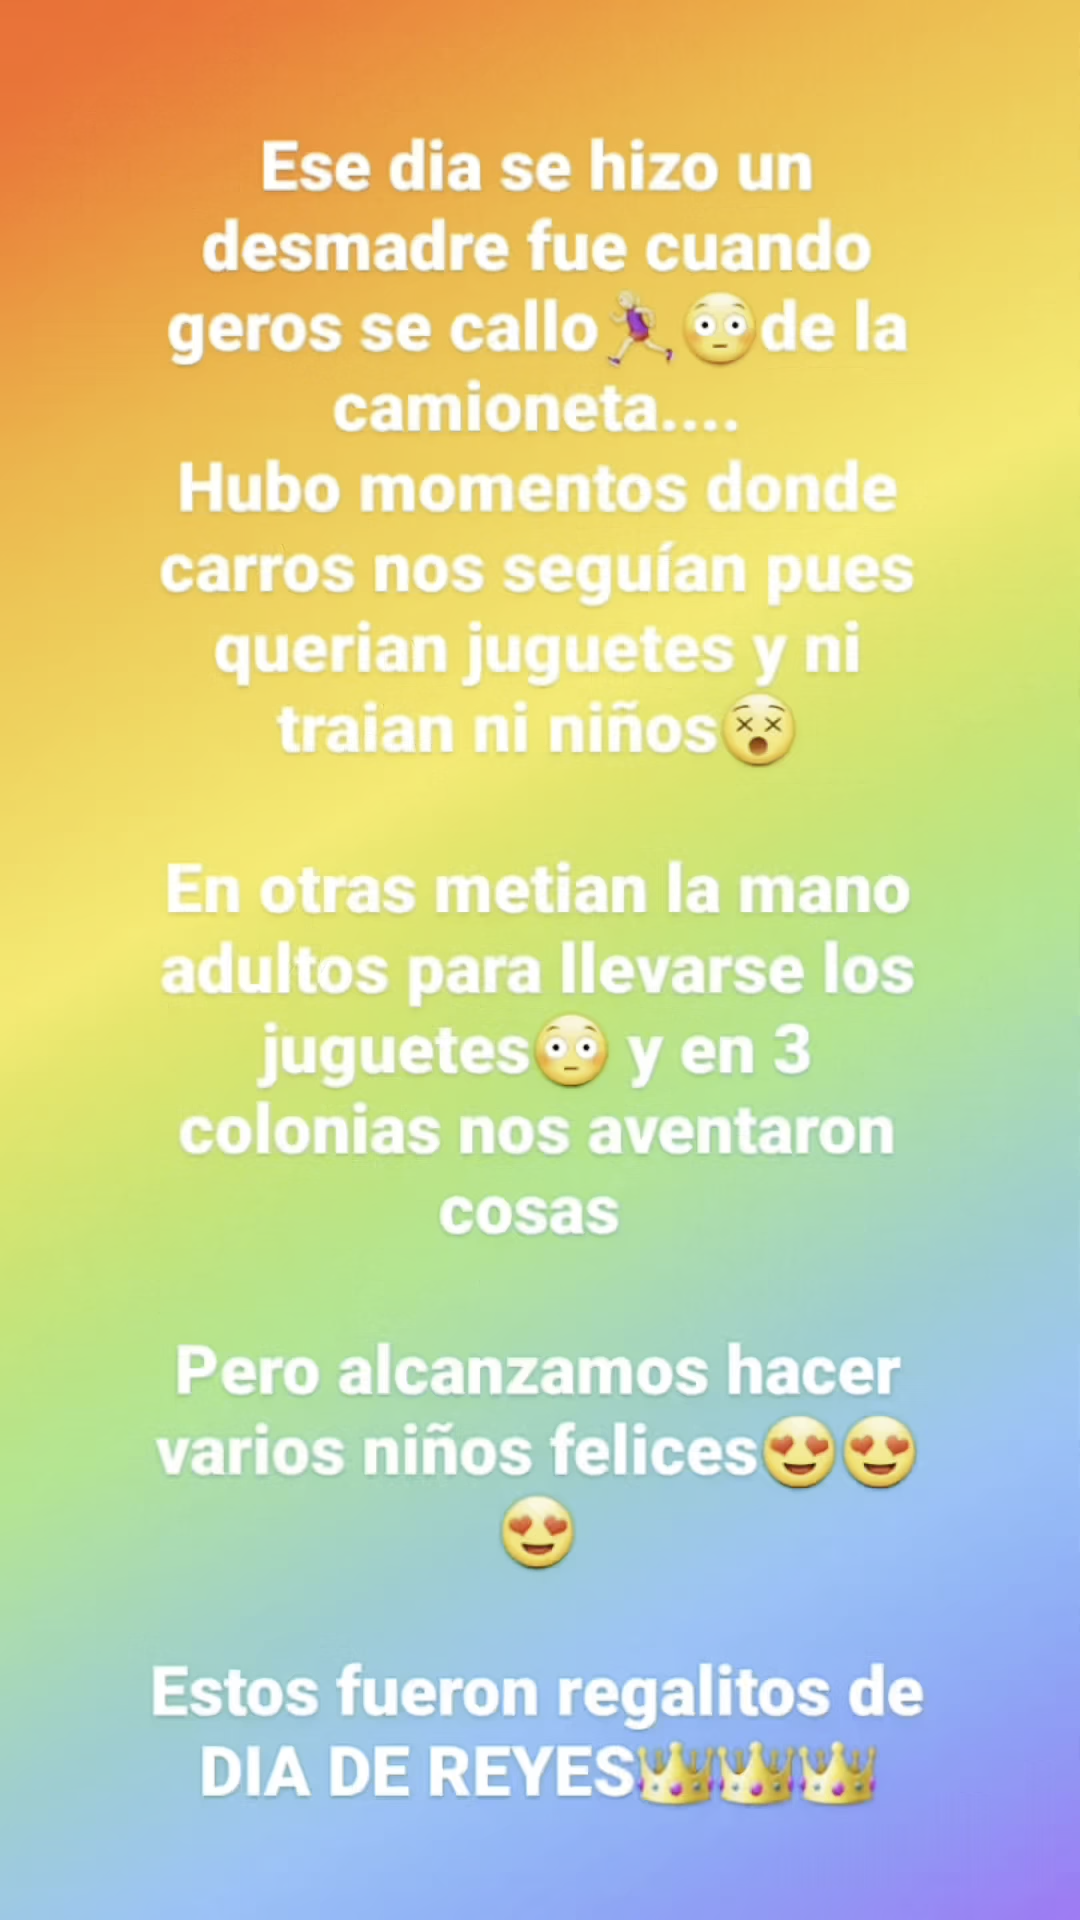 Ese dia se hizo un
desmadre fue cuando
geros se callo🏃🏼‍♀️😳de la
camioneta....
Hubo momentos donde
carros nos seguían pues
querian juguetes y ni
traian ni niños😵
En otras metian la mano
adultos para llevarse los
juguetes😳 y en 3
colonias nos aventaron
cosas
Pero alcanzamos hacer
varios niños felices😍😍
😍
Estos fueron regalitos de
DIA DE REYES👑👑👑